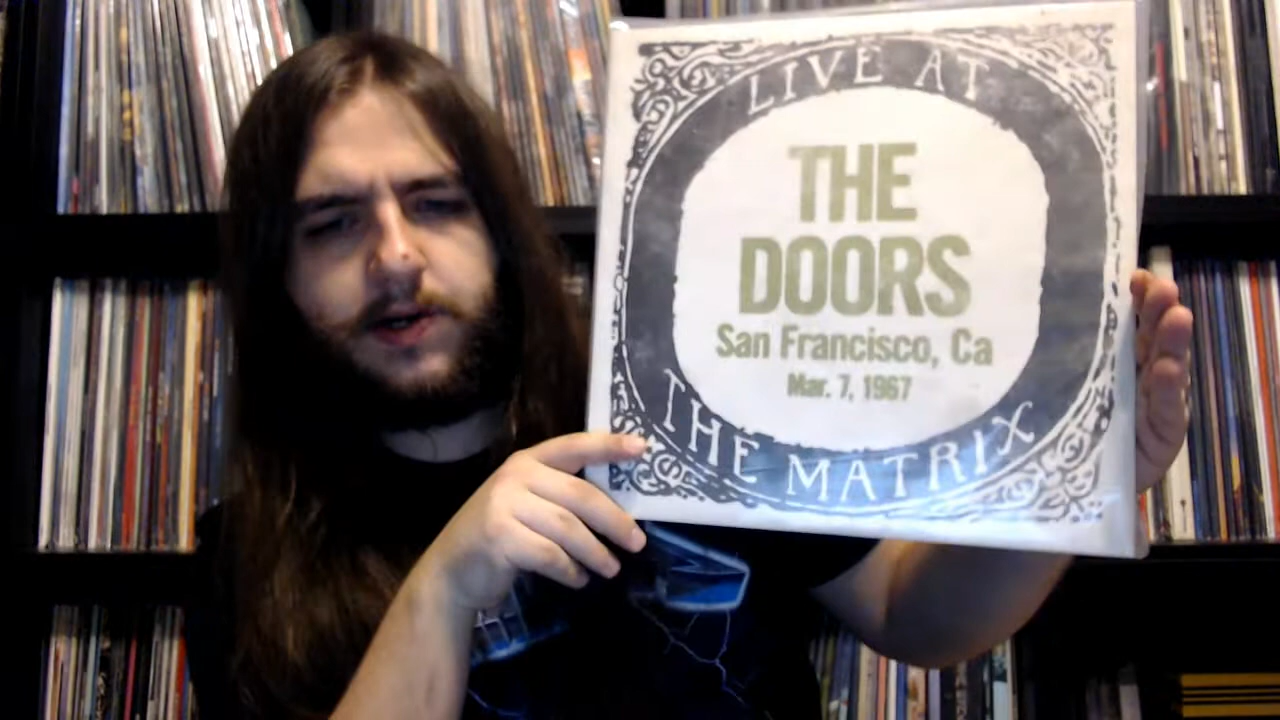 LIVE AT
THE
DOORS
San Francisco, Ca
Mar. 7, 1967
THE MATRIX